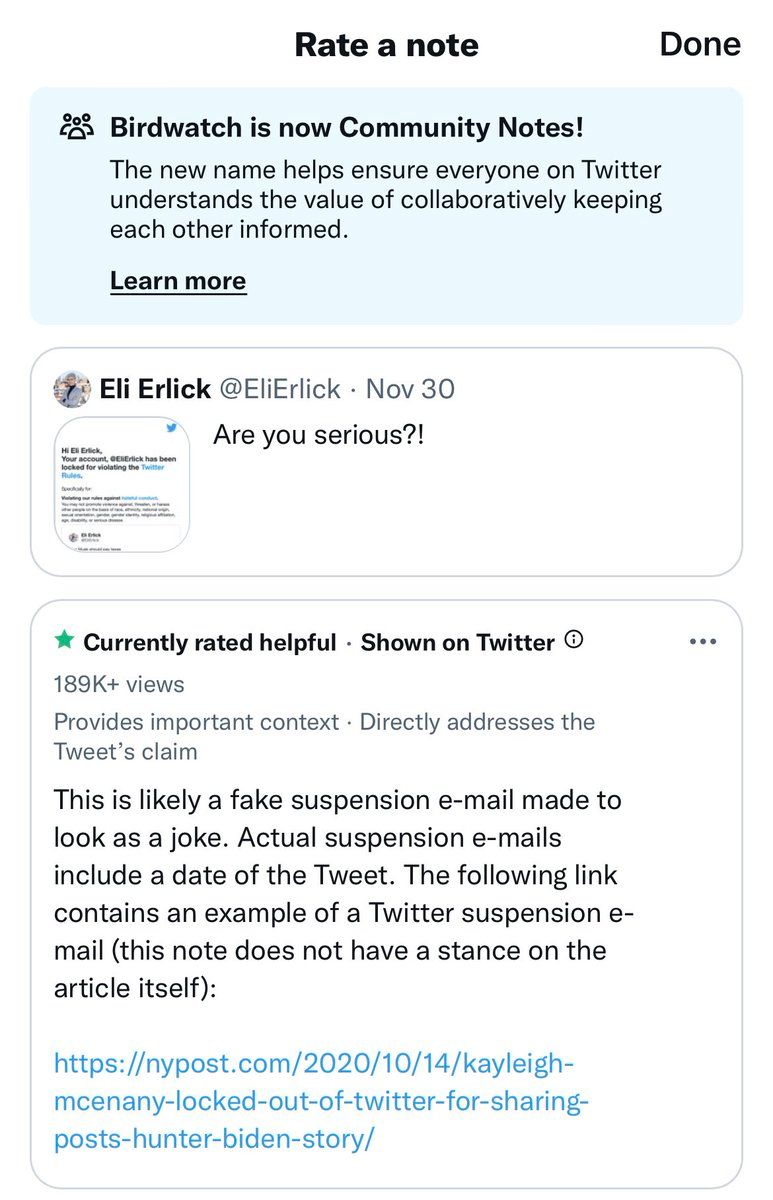 Rate a note
Done
Birdwatch is now Community Notes!
The new name helps ensure everyone on Twitter
understands the value of collaboratively keeping
each other informed.
Learn more
Eli Erlick @EliErlick · Nov 30
Are you serious?!
Hi Eli Erlick,
Your account, @EliErlick has been
locked for violating the Twitter
Rules.
Specifically for:
Violating our rules against hateful conduct.
You may not promote violence against, threaten, or harass
other people on the basis of race, ethnicity, national origin,
sexual orientation, gender, gender identity, religious affiliation,
age, disability, or serious disease.
Eli Erlick
@EliErlick
Musk should pay taxes
Currently rated helpful · Shown on Twitter
189K+ views
Provides important context · Directly addresses the
Tweet’s claim
This is likely a fake suspension e-mail made to
look as a joke. Actual suspension e-mails
include a date of the Tweet. The following link
contains an example of a Twitter suspension e-
mail (this note does not have a stance on the
article itself):
https://nypost.com/2020/10/14/kayleigh-
mcenany-locked-out-of-twitter-for-sharing-
posts-hunter-biden-story/